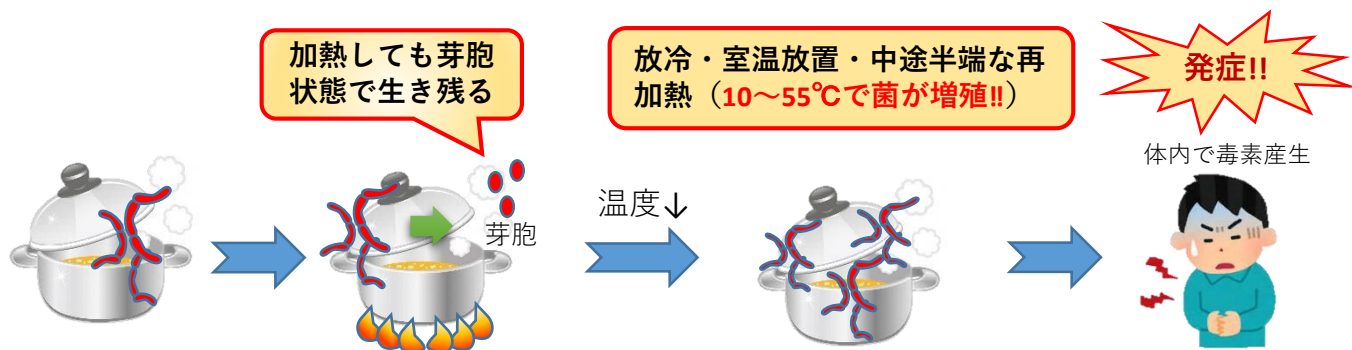 加熱しても芽胞
状態で生き残る
放冷・室温放置・中途半端な再
加熱（10～55℃で菌が増殖‼）
発症‼
体内で毒素産生
芽胞
温度↓